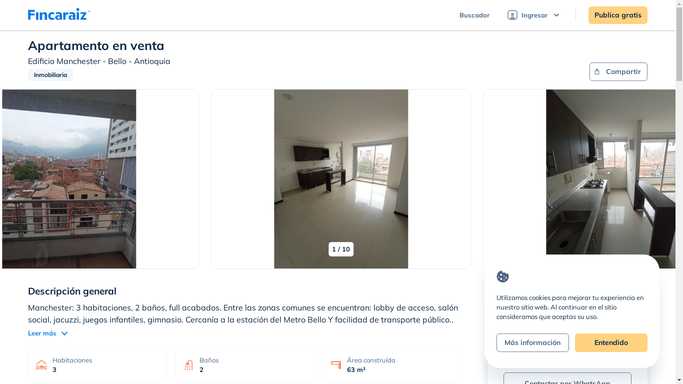 Fincaraiz
Buscador
Ingresar
Publica gratis
Apartamento en venta
Edificio Manchester - Bello - Antioquia
Inmobiliaria
Compartir
1 / 10
Descripción general
Manchester: 3 habitaciones, 2 baños, full acabados. Entre las zonas comunes se encuentran: lobby de acceso, salón
social, jacuzzi, juegos infantiles, gimnasio. Cercanía a la estación del Metro Bello Y facilidad de transporte público..
Leer más
Habitaciones
3
Baños
2
Área construida
63 m²
Utilizamos cookies para mejorar tu experiencia en
nuestro sitio web. Al continuar en el sitio
consideramos que aceptas su uso.
Más información
Entendido
Contactar por WhatsApp